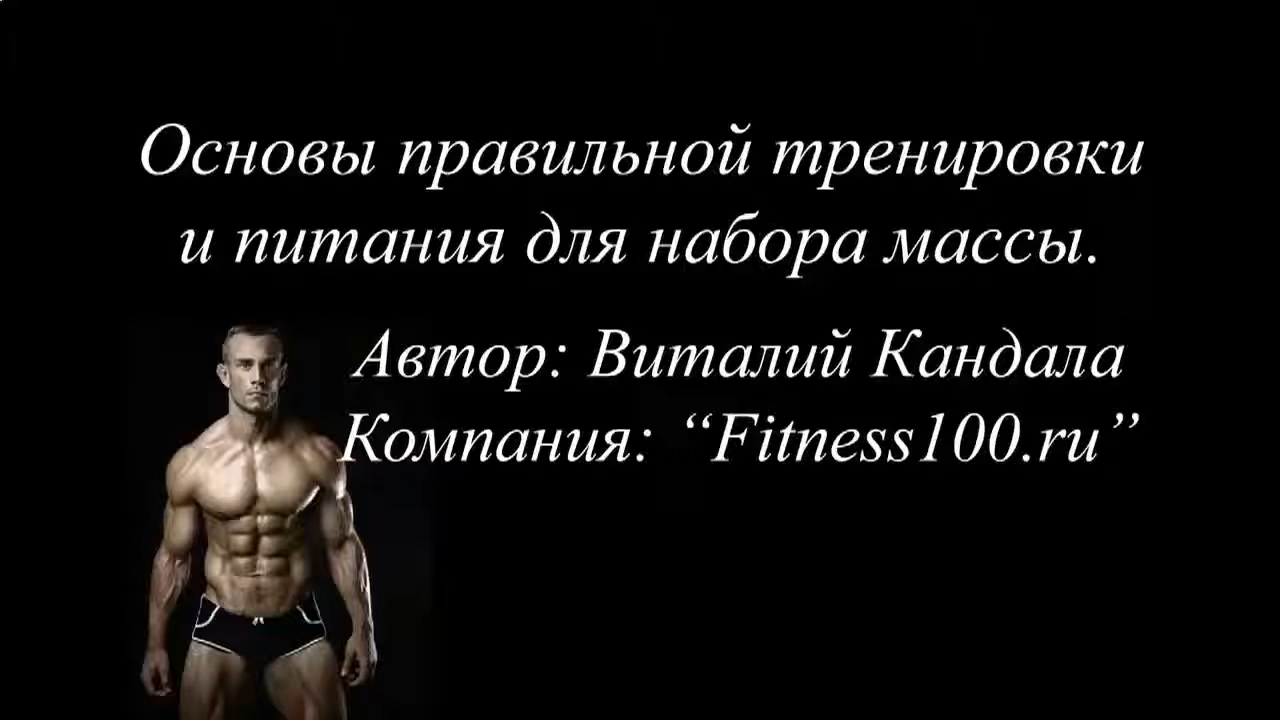 Основы правильной тренировки
и питания для набора массы.
Автор: Виталий Кандала
Компания: “Fitness100.ru”